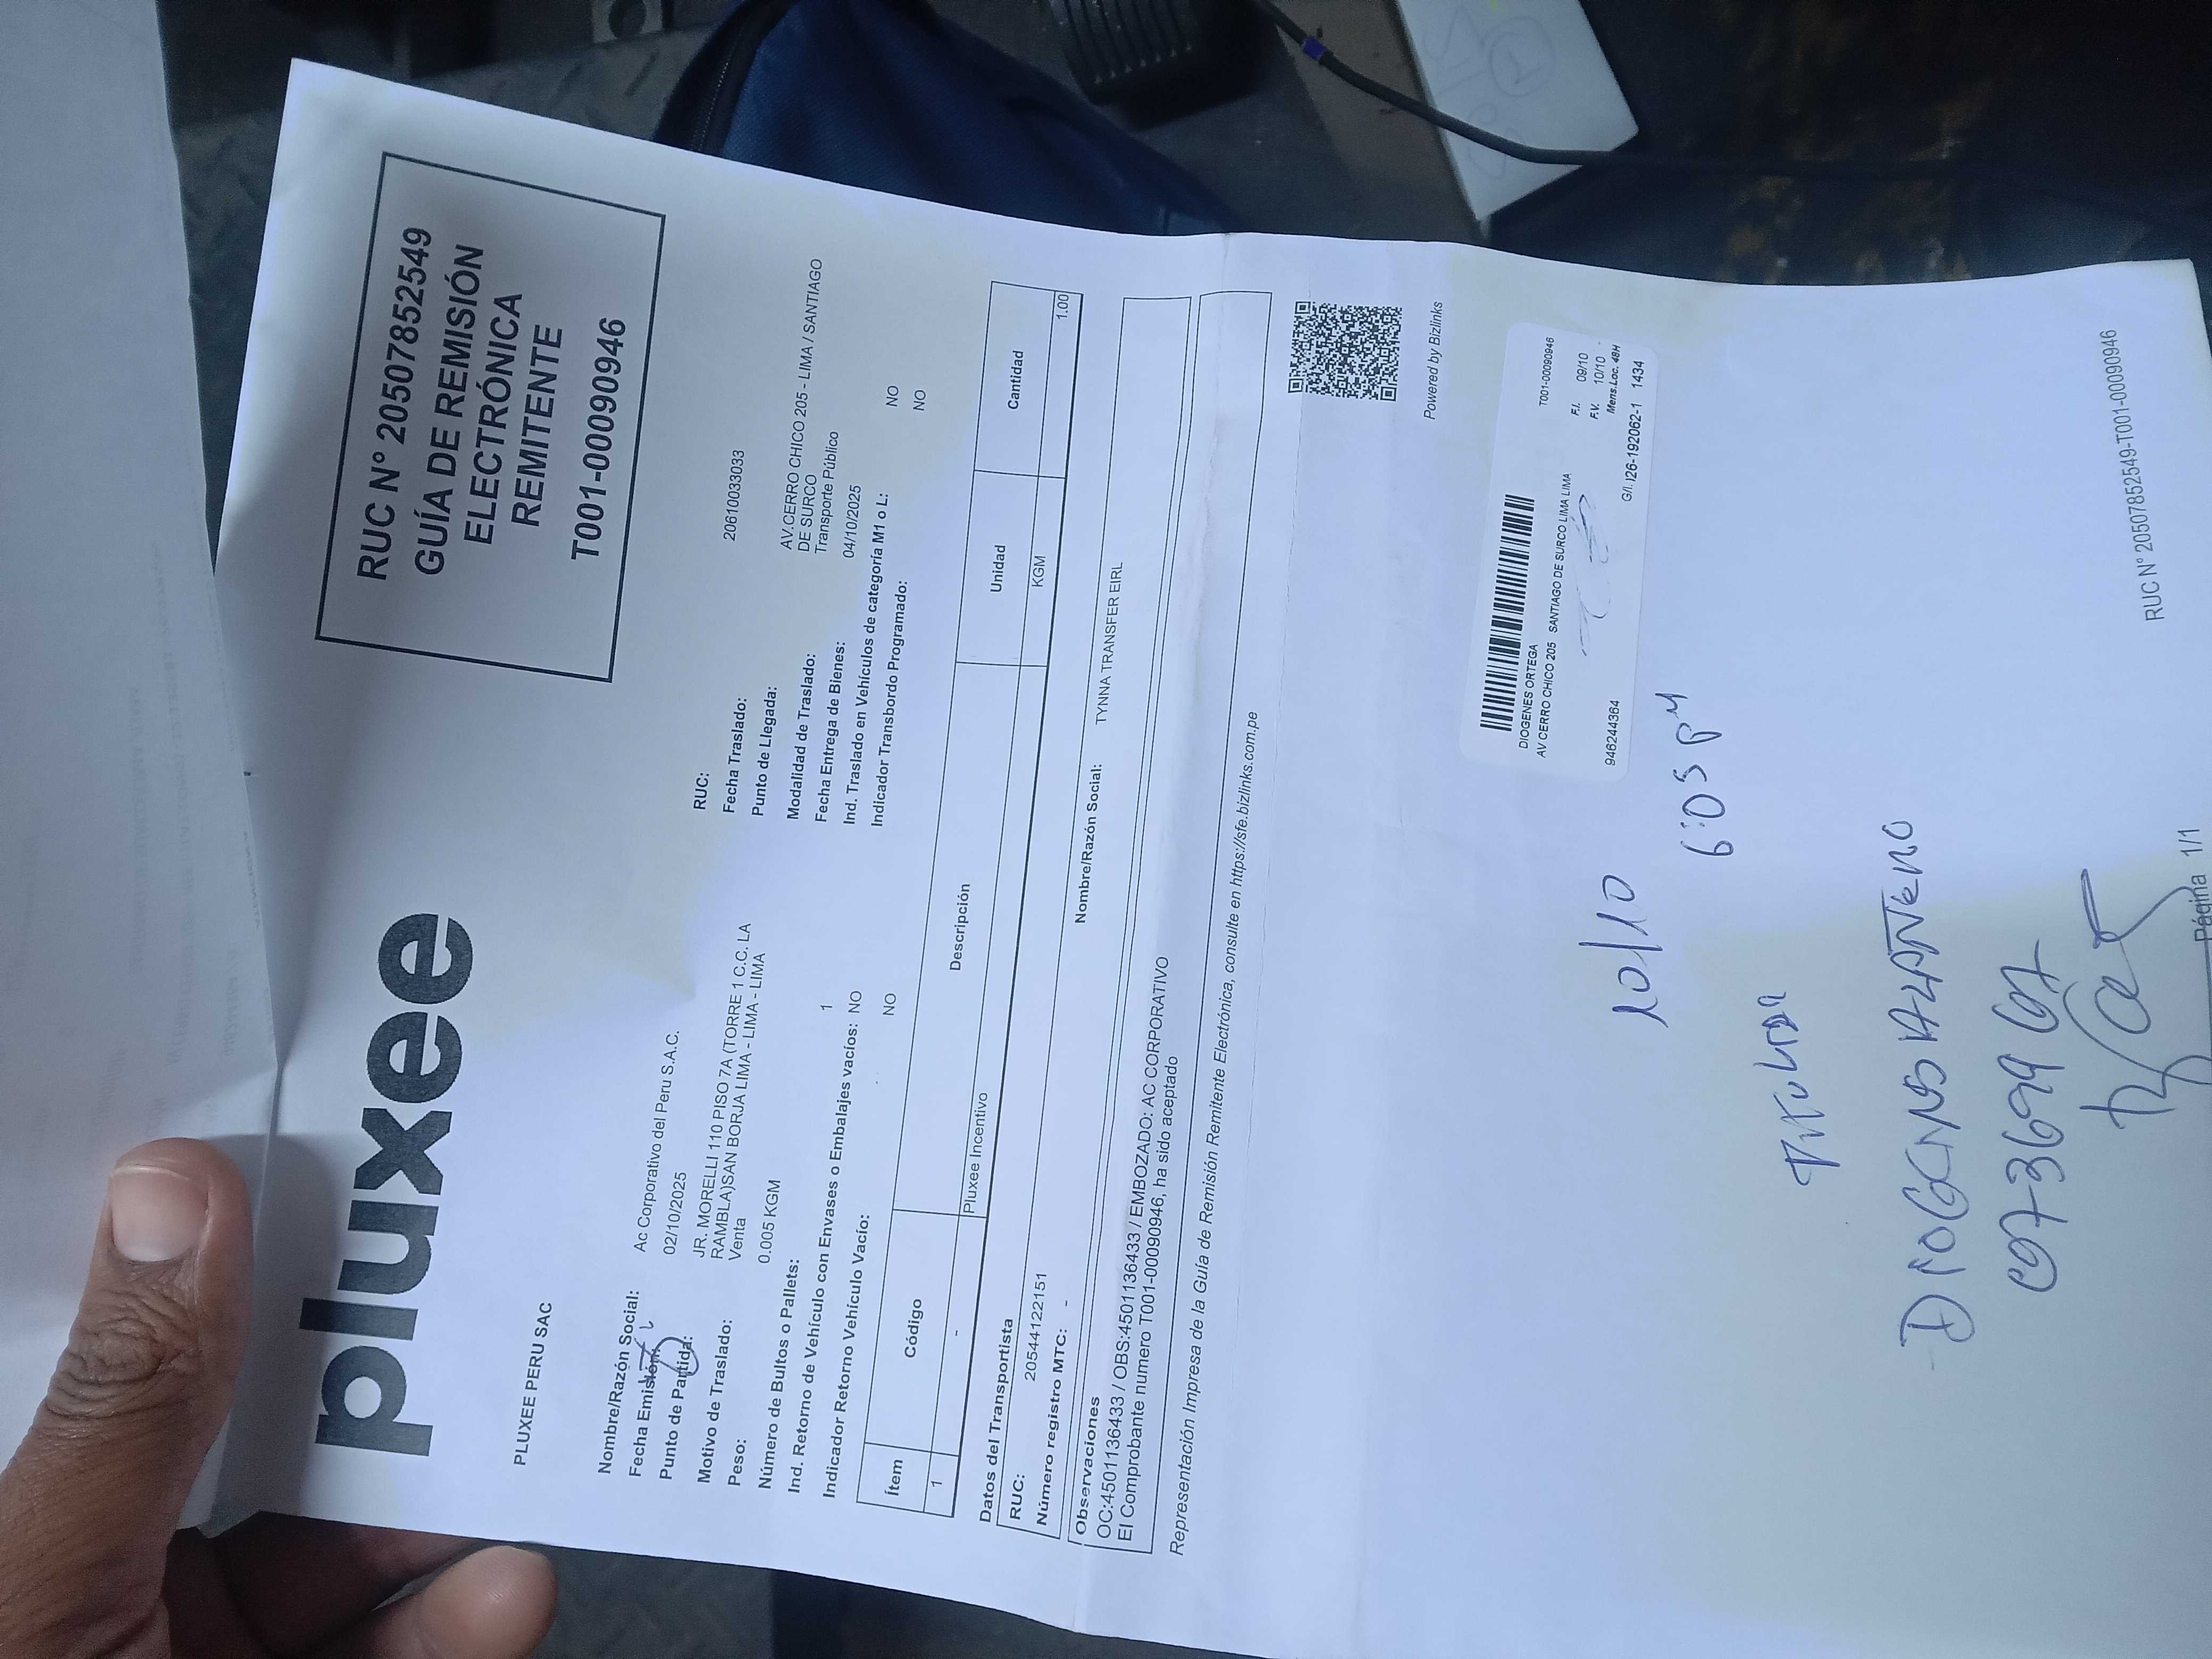 pluxee
RUC N° 20507852549
GUÍA DE REMISIÓN
ELECTRÓNICA
REMITENTE
T001-00090946
PLUXEE PERU SAC
Nombre/Razón Social: Ac Corporativo del Peru S.A.C. RUC: 20610033033
Fecha Emisión: 02/10/2025 Fecha Traslado:
Punto de Partida: JR. MORELLI 110 PISO 7A (TORRE 1 C.C. LA
RAMBLA)SAN BORJA LIMA - LIMA - LIMA
Punto de Llegada: AV.CERRO CHICO 205 - LIMA / SANTIAGO
DE SURCO
Motivo de Traslado: Venta Modalidad de Traslado: Transporte Público
Peso: 0.005 KGM Fecha Entrega de Bienes: 04/10/2025
Número de Bultos o Pallets: 1 Ind. Traslado en Vehículos de categoría M1 o L: NO
Ind. Retorno de Vehículo con Envases o Embalajes vacíos: NO Indicador Transbordo Programado: NO
Indicador Retorno Vehículo Vacío: NO
Ítem Código Descripción Unidad Cantidad
1 - Pluxee Incentivo KGM 1.00
Datos del Transportista
RUC: 20544122151 Nombre/Razón Social: TYNNA TRANSFER EIRL
Número registro MTC: -
Observaciones
OC:4501136433 / OBS:4501136433 / EMBOZADO: AC CORPORATIVO
El Comprobante numero T001-00090946, ha sido aceptado
Representación Impresa de la Guía de Remisión Remitente Electrónica, consulte en https://sfe.bizlinks.com.pe
Powered by Bizlinks
T001-00090946
DIOGENES ORTEGA
AV CERRO CHICO 205 SANTIAGO DE SURCO LIMA LIMA
F.I. 09/10
F.V. 10/10
Mens.Loc. 48H
946244364 G/I. I26-192062-1 1434
10/10
6:03 PM
Titular
RUC N° 20507852549-T001-00090946
Página 1/1